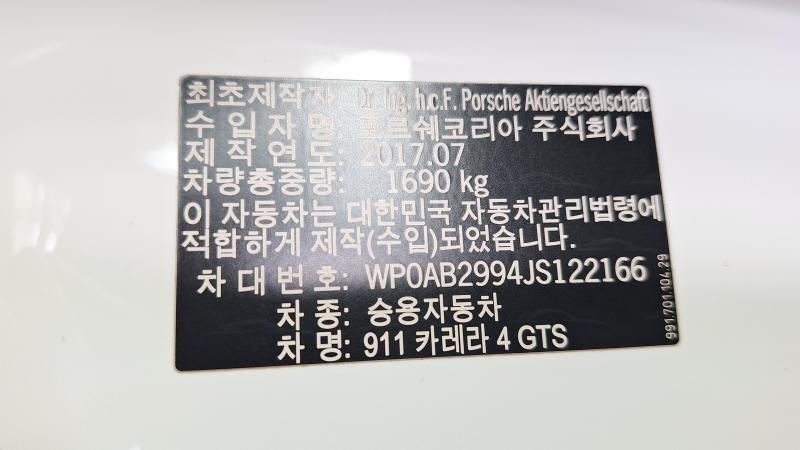 최초제작자: Dr. Ing. h.c.F. Porsche Aktiengesellschaft
수 입 자 명: 포르쉐코리아 주식회사
제 작 연 도: 2017.07
차량총중량: 1690 kg
이 자동차는 대한민국 자동차관리법령에
적합하게 제작(수입)되었습니다.
차 대 번 호: WP0AB2994JS122166
차 종: 승용자동차
차 명: 911 카레라 4 GTS
991.701.104.29